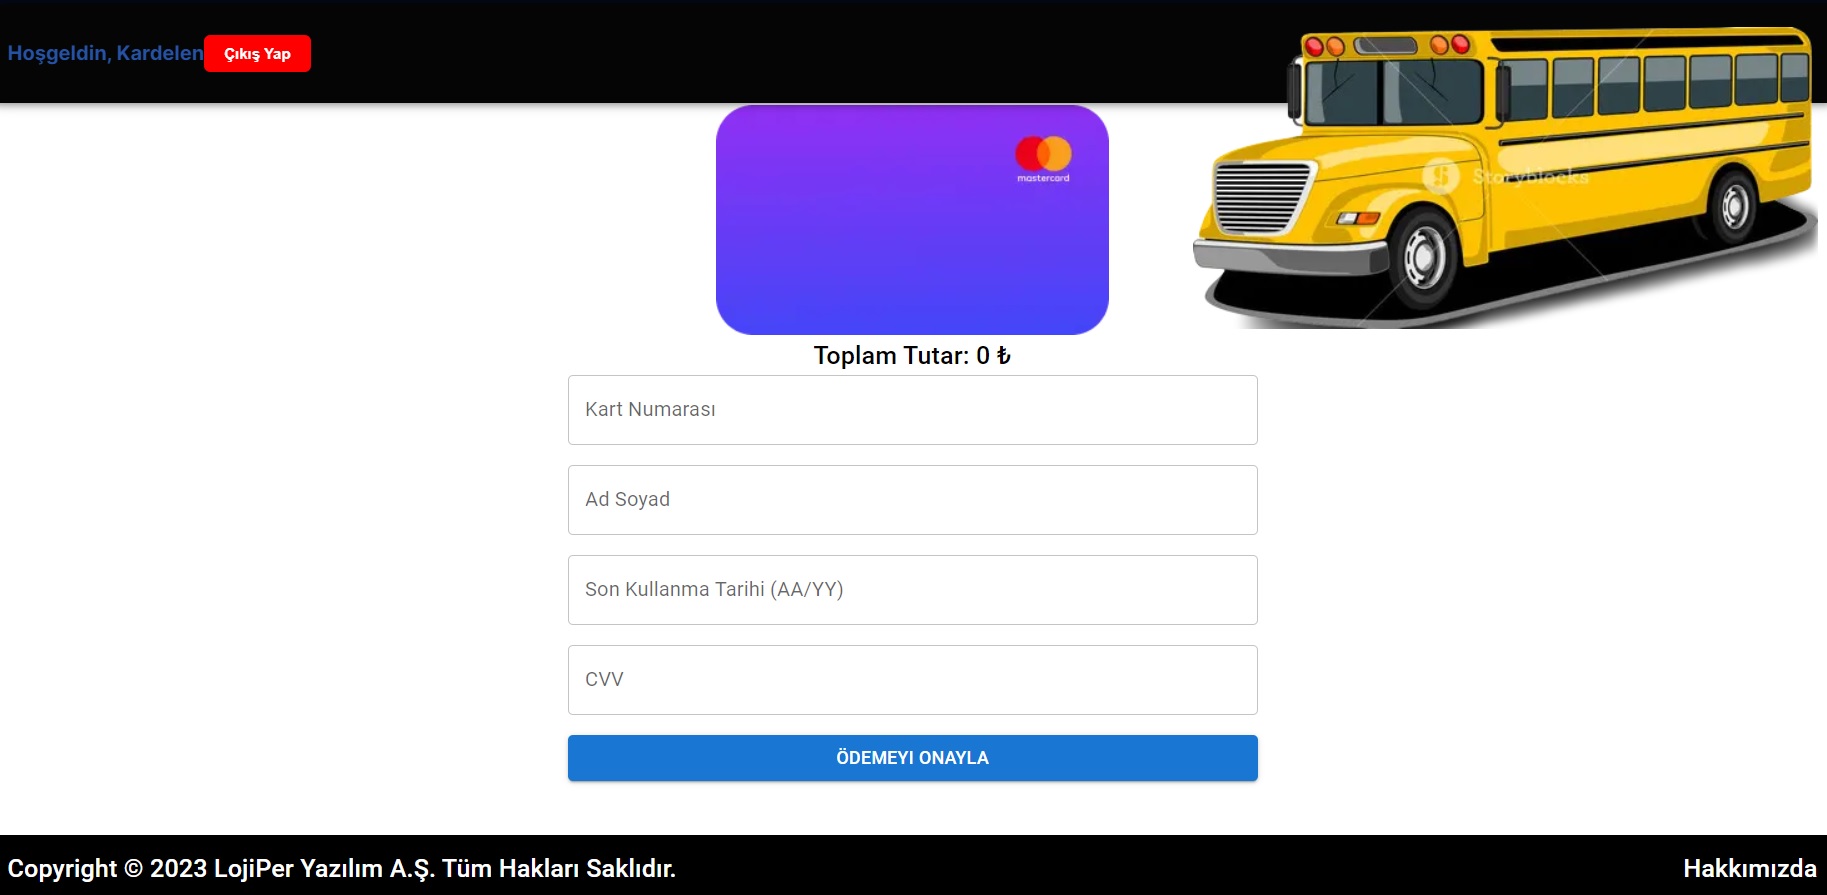 Hoşgeldin, Kardelen
Çıkış Yap
mastercard
Storyblocks
Toplam Tutar: 0 ₺
Kart Numarası
Ad Soyad
Son Kullanma Tarihi (AA/YY)
CVV
ÖDEMEYI ONAYLA
Copyright © 2023 LojiPer Yazılım A.Ş. Tüm Hakları Saklıdır.
Hakkımızda